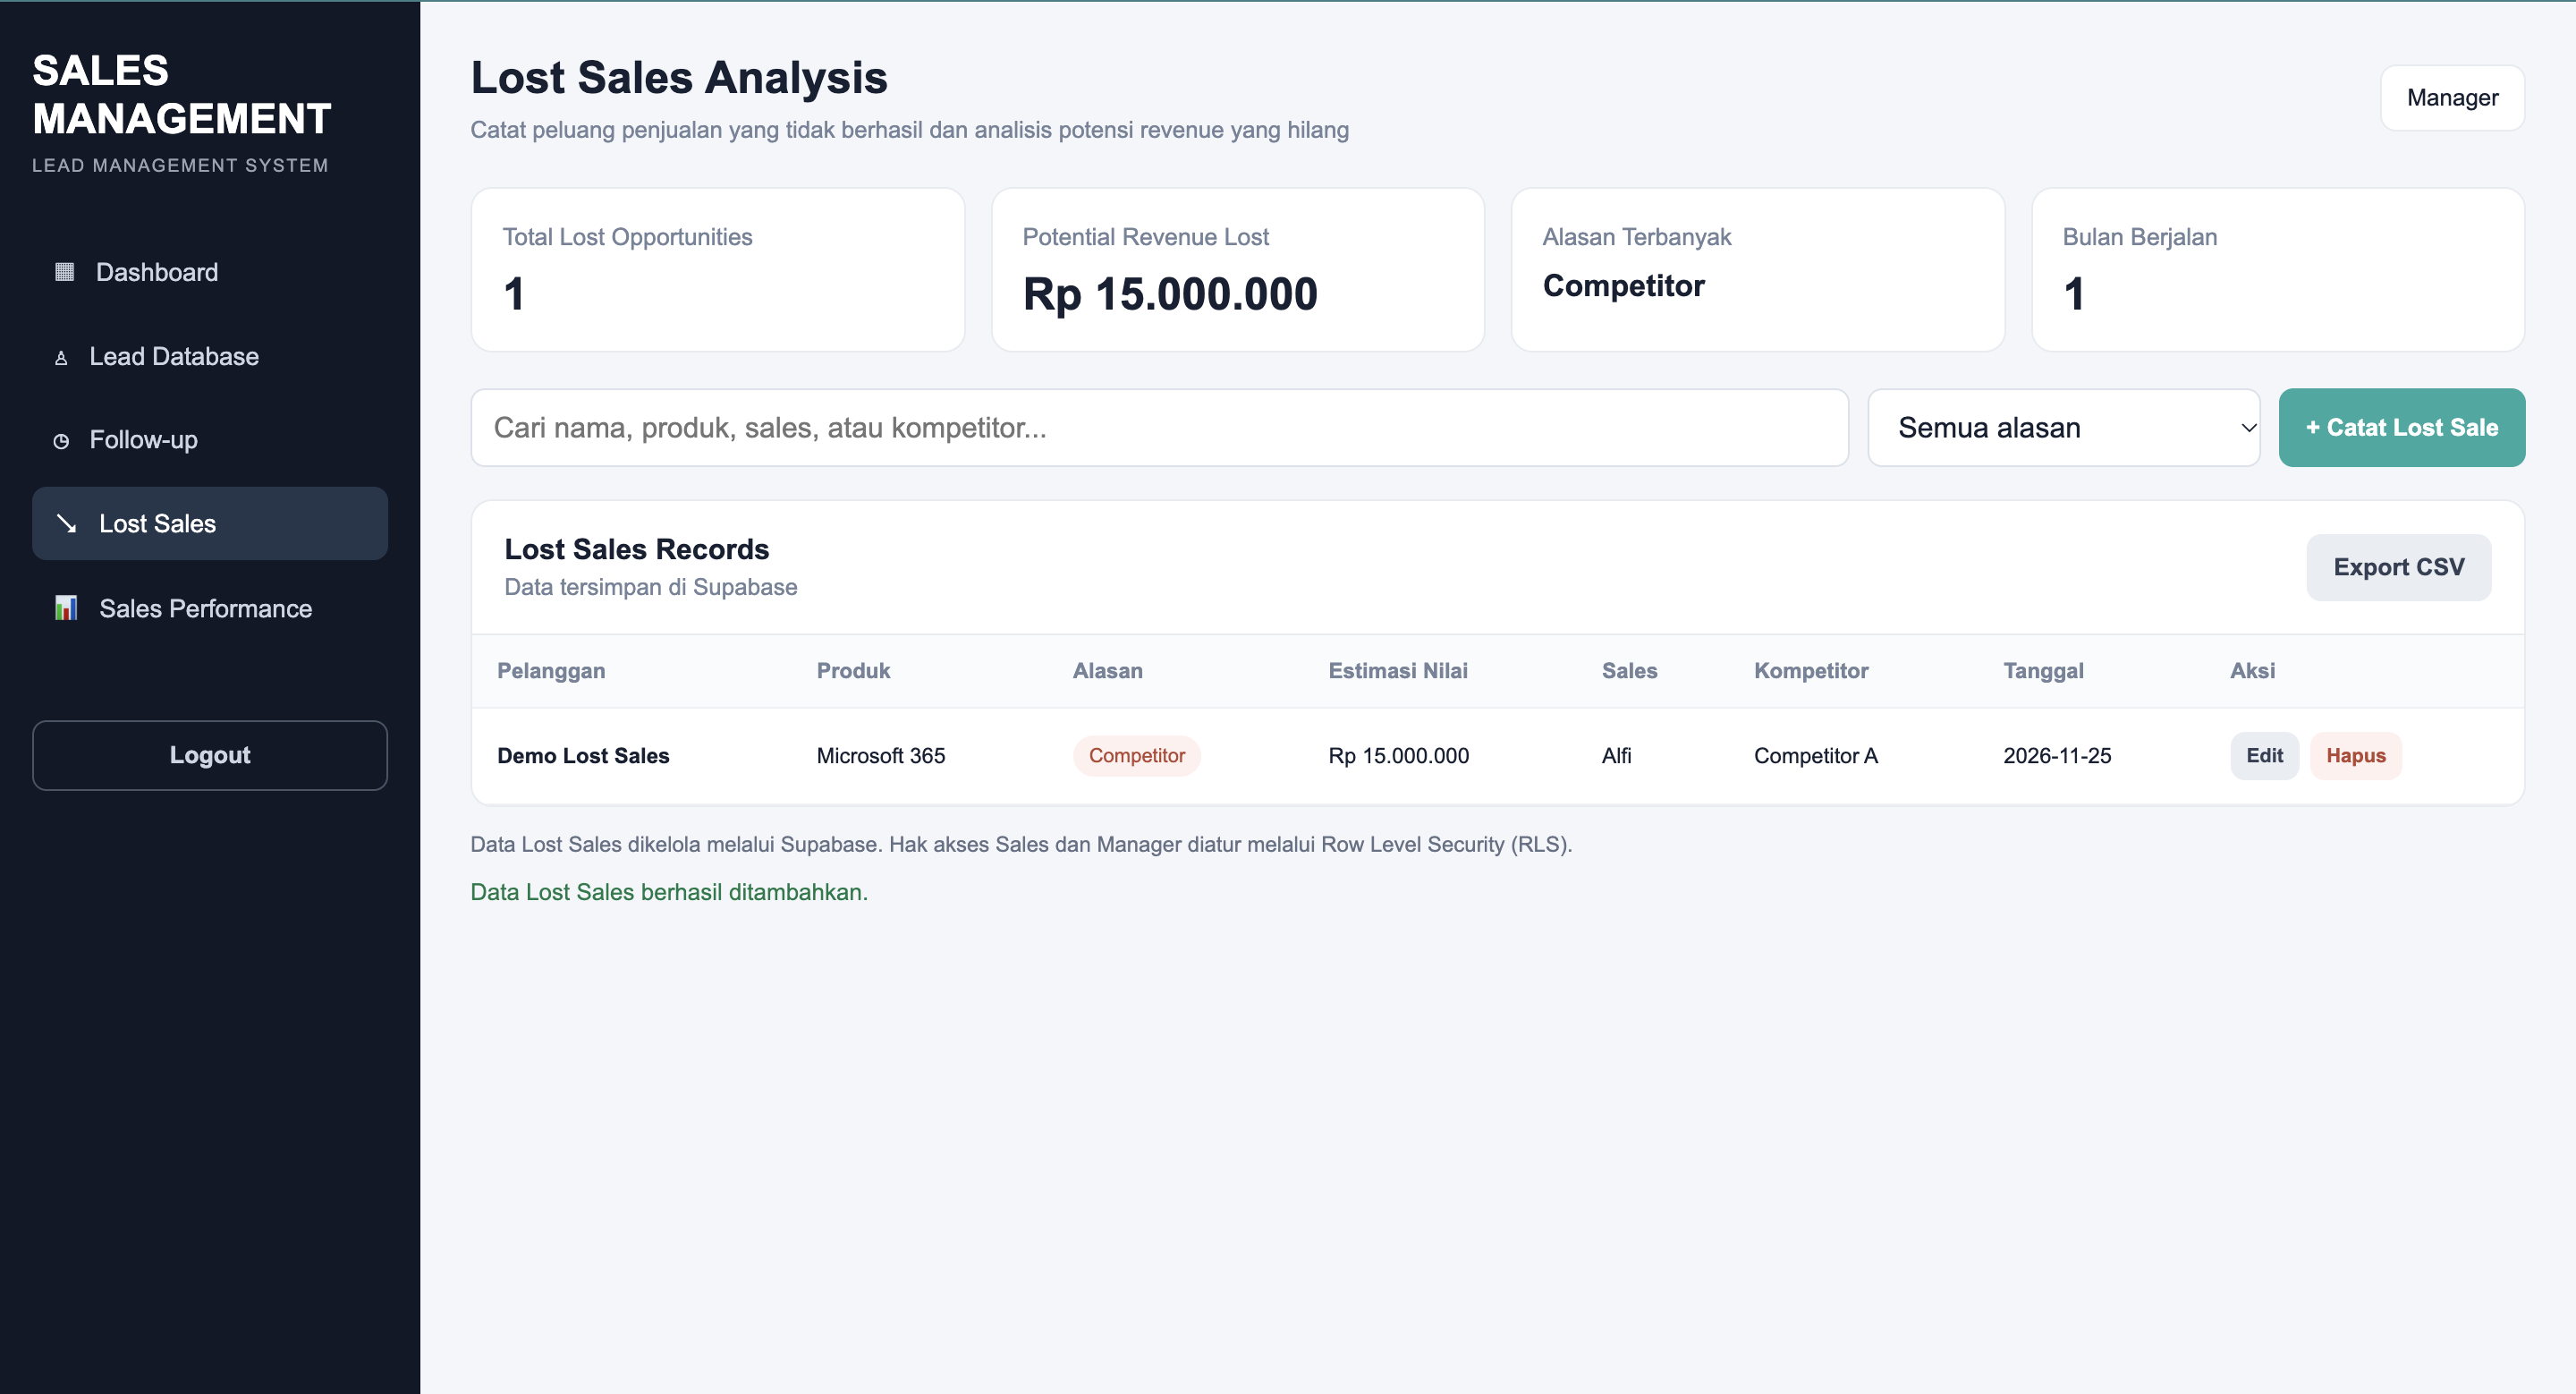 SALES
MANAGEMENT
LEAD MANAGEMENT SYSTEM
Dashboard
Lead Database
Follow-up
Lost Sales
Sales Performance
Logout
Lost Sales Analysis
Catat peluang penjualan yang tidak berhasil dan analisis potensi revenue yang hilang
Manager
Total Lost Opportunities
1
Potential Revenue Lost
Rp 15.000.000
Alasan Terbanyak
Competitor
Bulan Berjalan
1
Cari nama, produk, sales, atau kompetitor...
Semua alasan
+ Catat Lost Sale
Lost Sales Records
Data tersimpan di Supabase
Export CSV
Pelanggan Produk Alasan Estimasi Nilai Sales Kompetitor Tanggal Aksi
Demo Lost Sales Microsoft 365 Competitor Rp 15.000.000 Alfi Competitor A 2026-11-25 Edit Hapus
Data Lost Sales dikelola melalui Supabase. Hak akses Sales dan Manager diatur melalui Row Level Security (RLS).
Data Lost Sales berhasil ditambahkan.